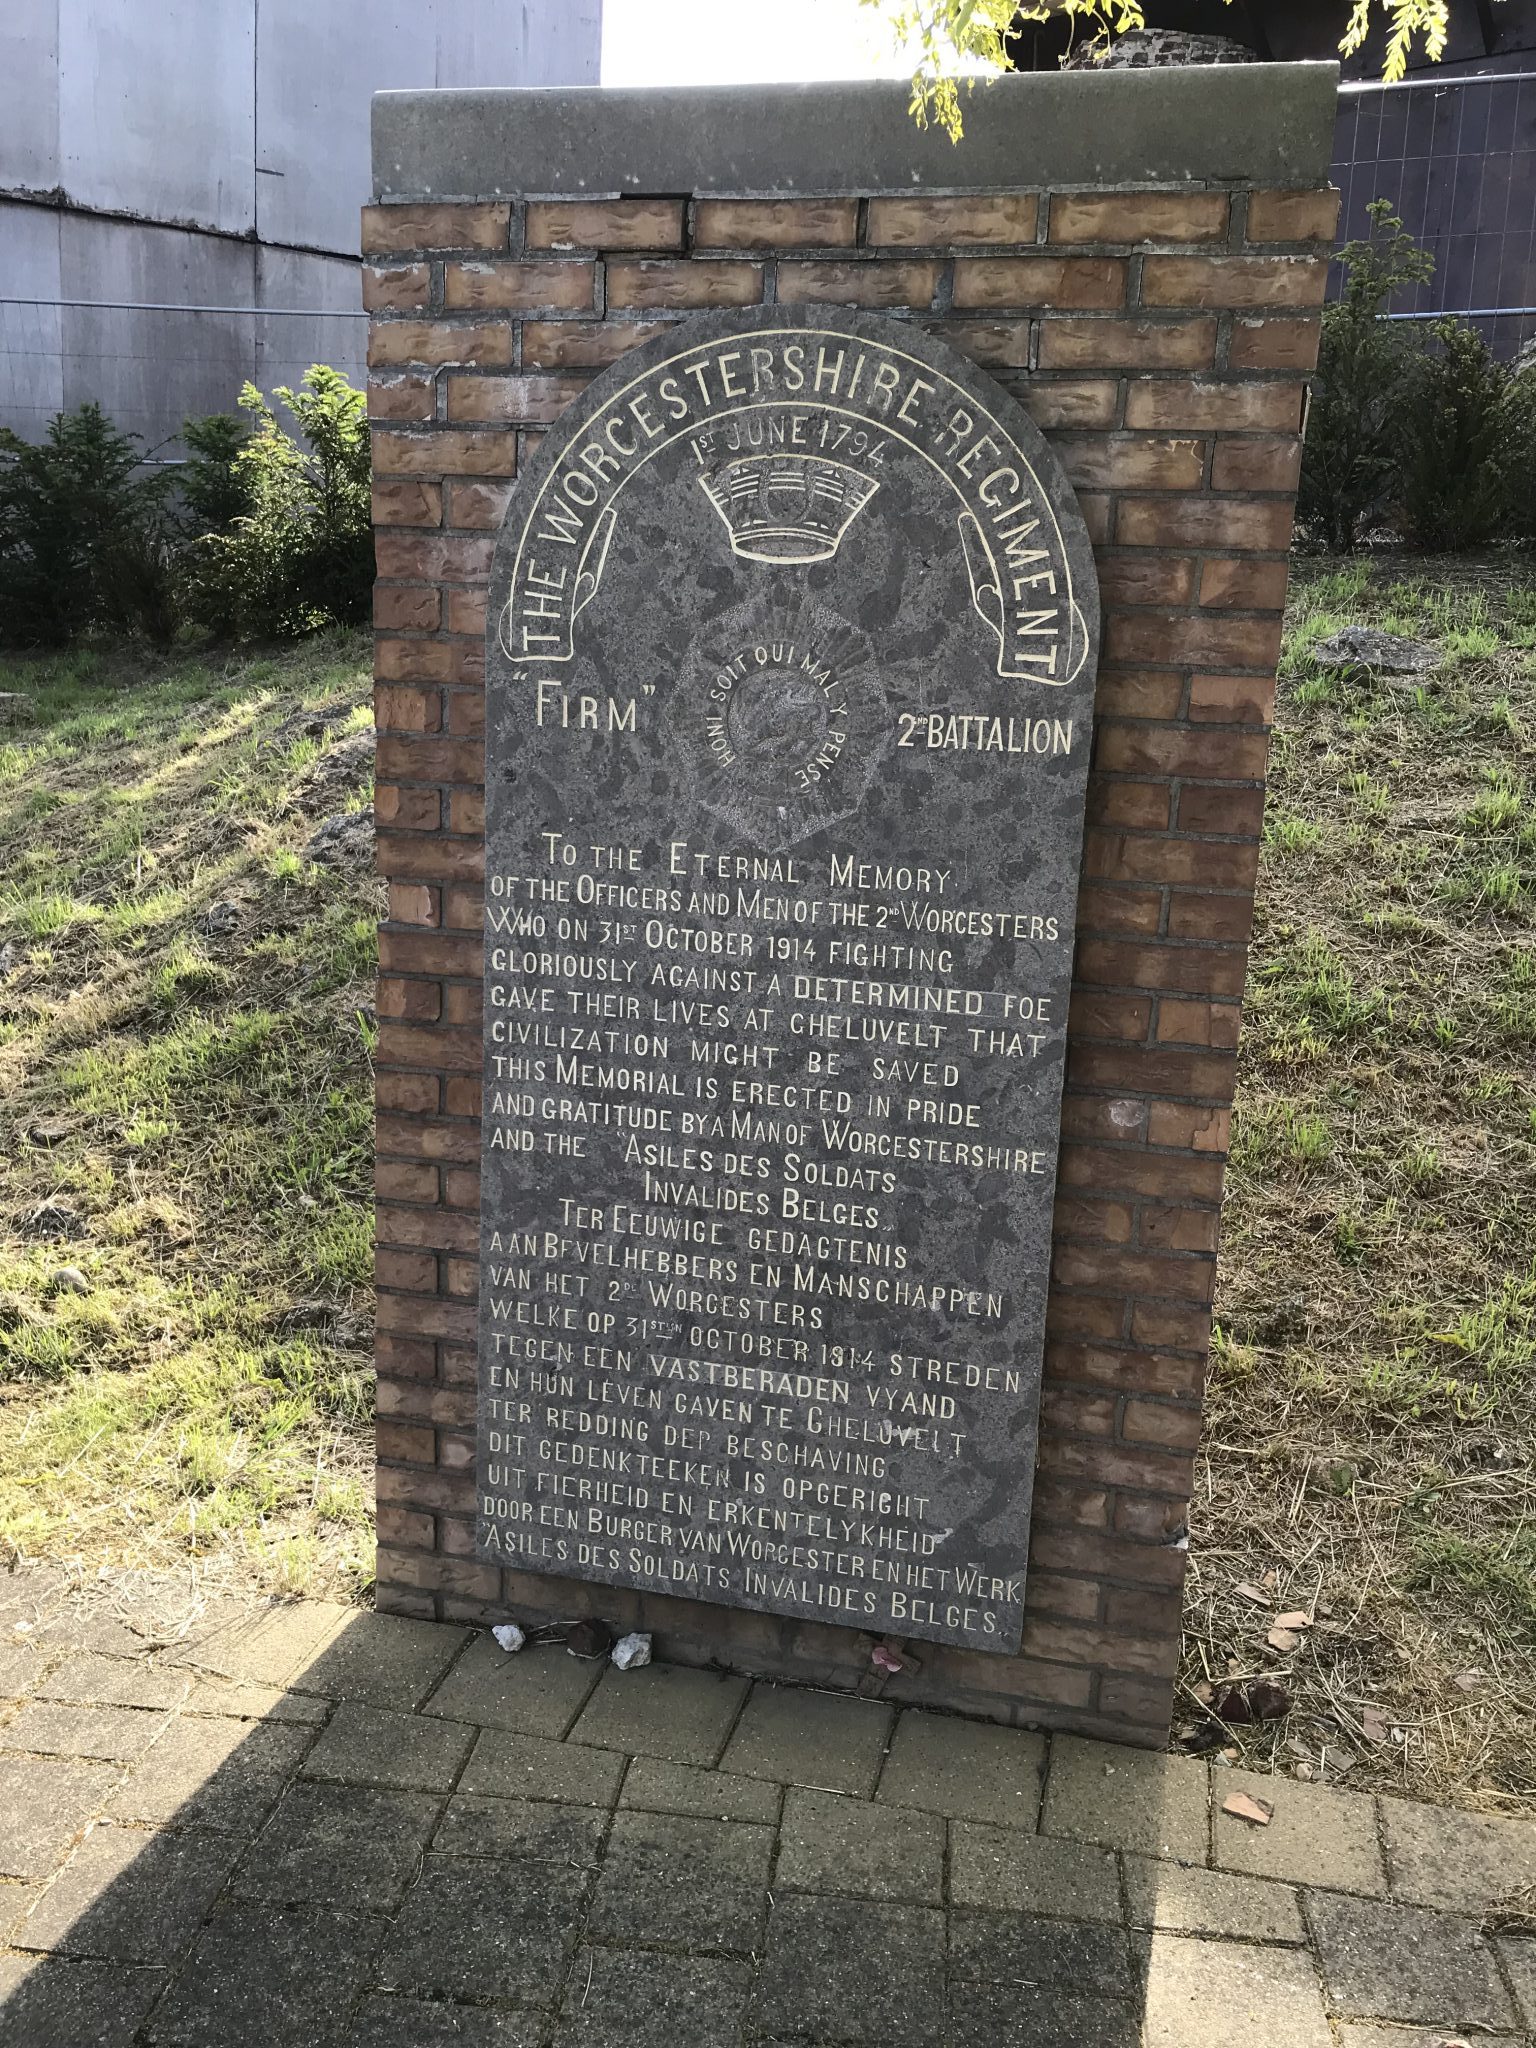 THE WORCESTERSHIRE REGIMENT
1ST JUNE 1794
HONI SOIT QUI MAL Y PENSE
"FIRM"
2ND BATTALION
TO THE ETERNAL MEMORY
OF THE OFFICERS AND MEN OF THE 2ND WORCESTERS
WHO ON 31ST OCTOBER 1914 FIGHTING
GLORIOUSLY AGAINST A DETERMINED FOE
GAVE THEIR LIVES AT GHELUVELT THAT
CIVILIZATION MIGHT BE SAVED
THIS MEMORIAL IS ERECTED IN PRIDE
AND GRATITUDE BY A MAN OF WORCESTERSHIRE
AND THE "ASILES DES SOLDATS
INVALIDES BELGES"
TER EEUWIGE GEDAGTENIS
AAN BEVELHEBBERS EN MANSCHAPPEN
VAN HET 2DE WORCESTERS
WELKE OP 31STEN OCTOBER 1914 STREDEN
TEGEN EEN VASTBERADEN VYAND
EN HUN LEVEN GAVEN TE GHELUVELT
TER REDDING DER BESCHAVING
DIT GEDENKTEEKEN IS OPGERIGHT
UIT FIERHEID EN ERKENTELYKHEID
DOOR EEN BURGER VAN WORCESTER EN HET WERK
"ASILES DES SOLDATS INVALIDES BELGES"